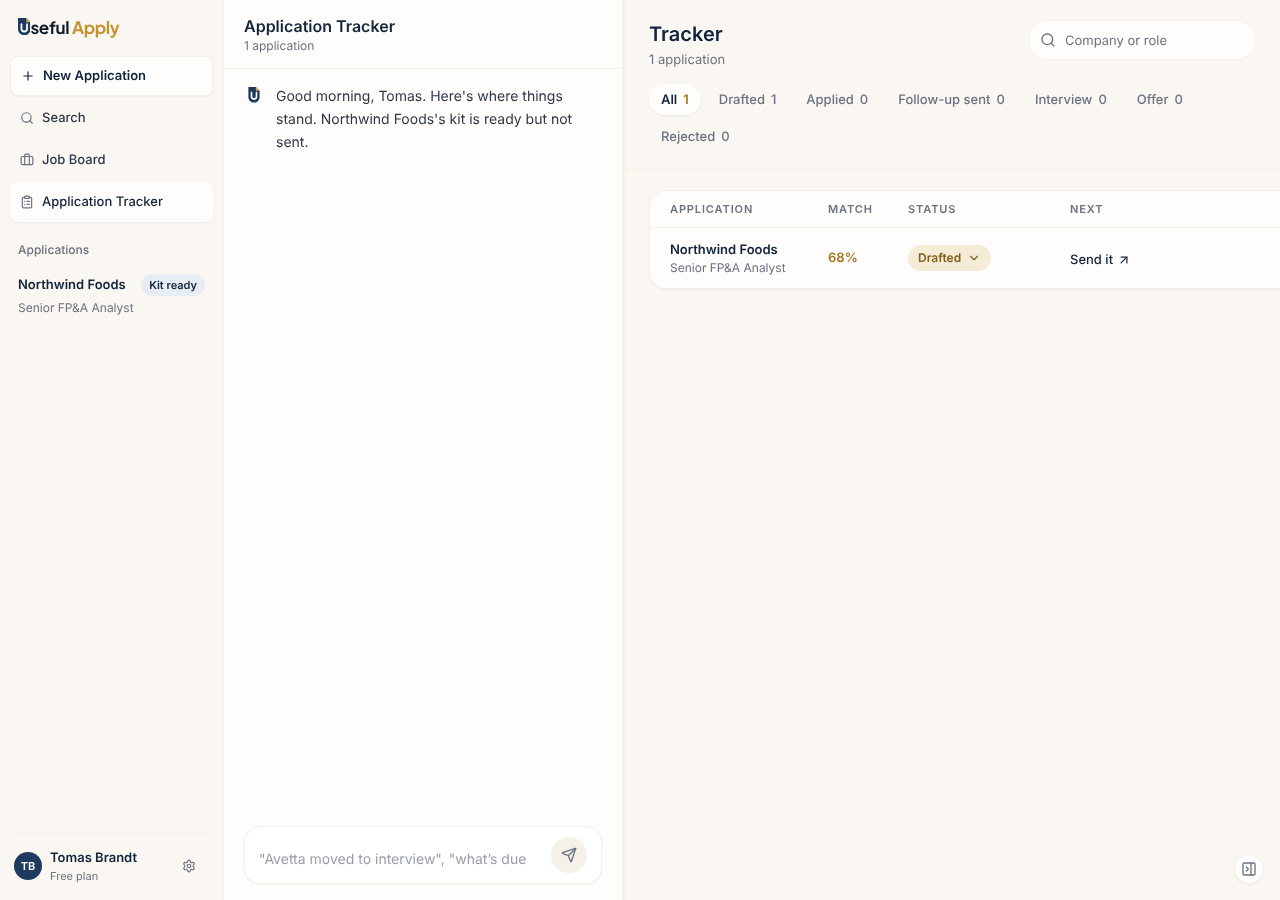 Useful Apply
New Application
Search
Job Board
Application Tracker
Applications
Northwind Foods Kit ready
Senior FP&A Analyst
TB
Tomas Brandt
Free plan
Application Tracker
1 application
Good morning, Tomas. Here's where things
stand. Northwind Foods's kit is ready but not
sent.
"Avetta moved to interview", "what's due
Tracker
1 application
Company or role
All 1 Drafted 1 Applied 0 Follow-up sent 0 Interview 0 Offer 0
Rejected 0
APPLICATION MATCH STATUS NEXT
Northwind Foods 68% Drafted Send it
Senior FP&A Analyst